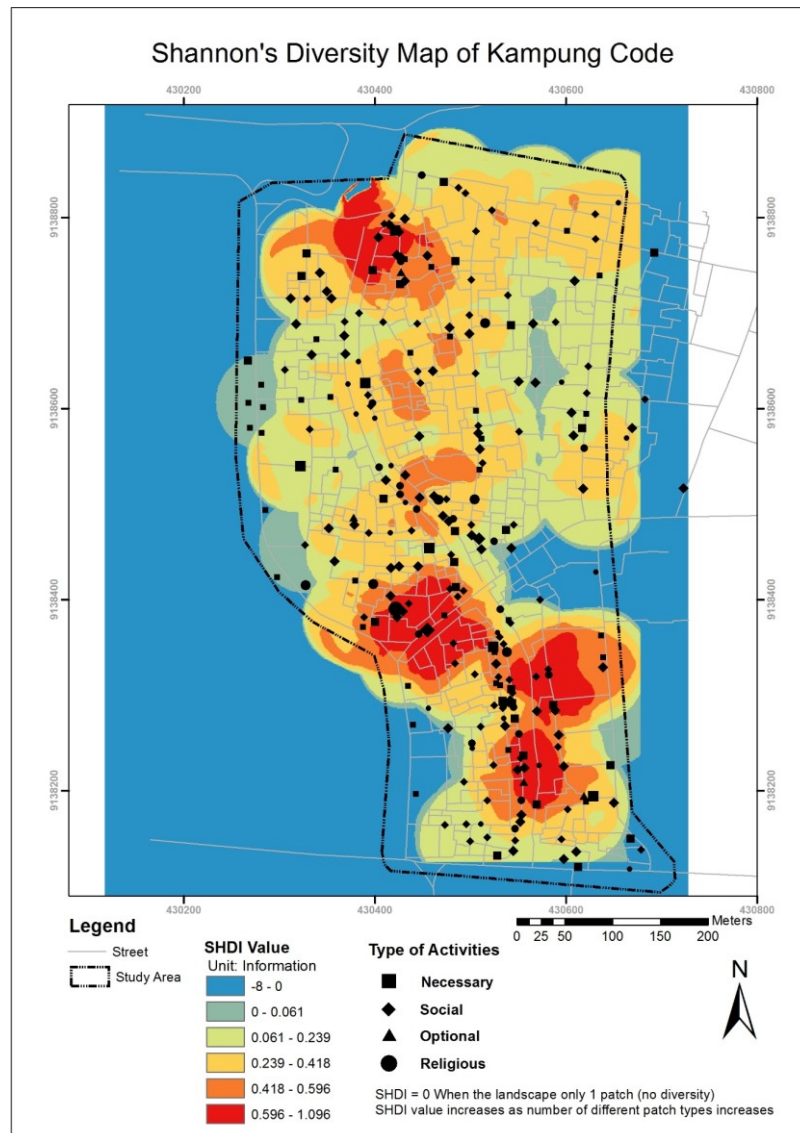 Shannon's Diversity Map of Kampung Code
430200 430400 430600 430800
9138800 9138800
9138600 9138600
9138400 9138400
9138200 9138200
430200 430400 430600 430800
Legend
Street
Study Area
SHDI Value
Unit: Information
-8 - 0
0 - 0.061
0.061 - 0.239
0.239 - 0.418
0.418 - 0.596
0.596 - 1.096
Type of Activities
Necessary
Social
Optional
Religious
Meters
0 25 50 100 150 200
N
SHDI = 0 When the landscape only 1 patch (no diversity)
SHDI value increases as number of different patch types increases